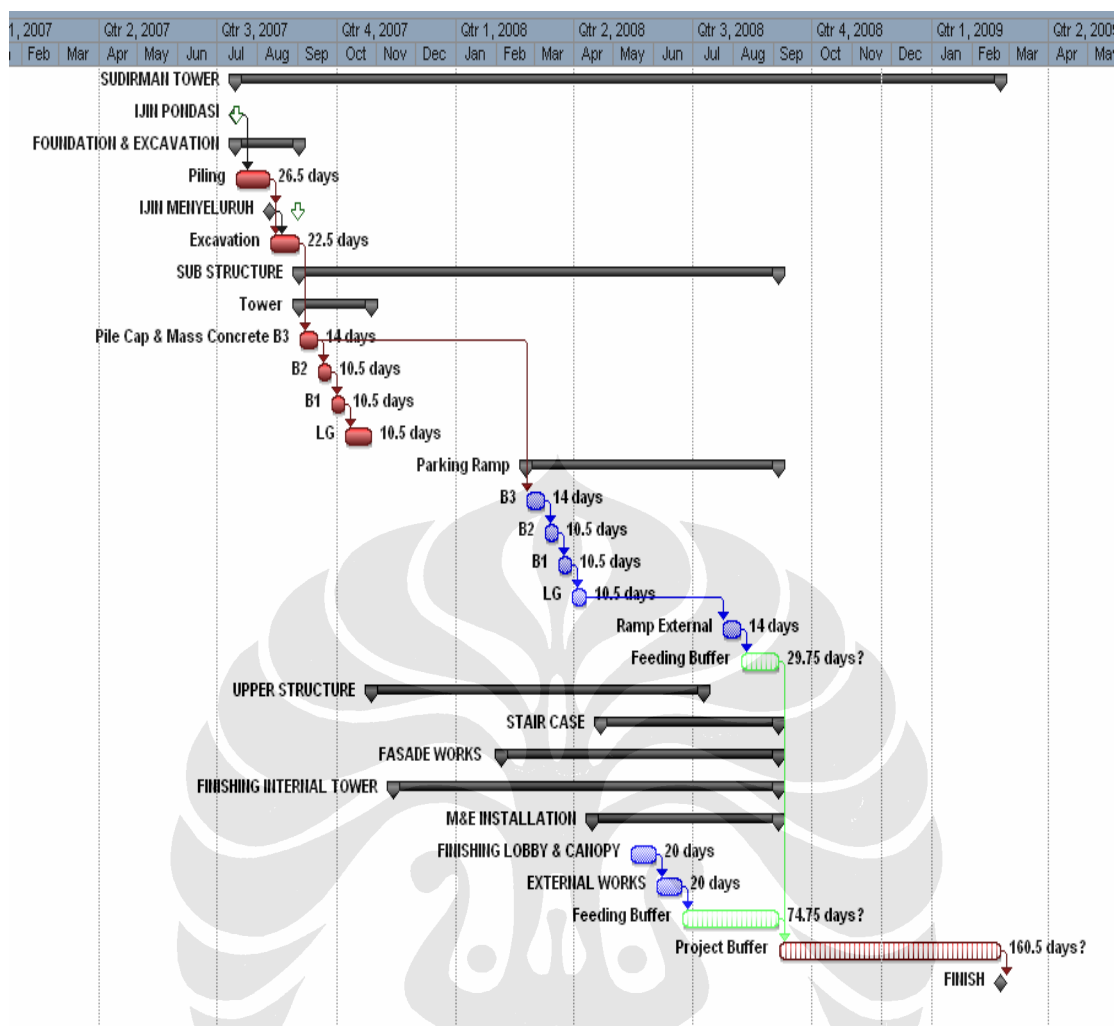 1, 2007 Qtr 2, 2007 Qtr 3, 2007 Qtr 4, 2007 Qtr 1, 2008 Qtr 2, 2008 Qtr 3, 2008 Qtr 4, 2008 Qtr 1, 2009 Qtr 2, 2009
Feb Mar Apr May Jun Jul Aug Sep Oct Nov Dec Jan Feb Mar Apr May Jun Jul Aug Sep Oct Nov Dec Jan Feb Mar Apr May
SUDIRMAN TOWER
IJIN PONDASI
FOUNDATION & EXCAVATION
Piling 26.5 days
IJIN MENYELURUH
Excavation 22.5 days
SUB STRUCTURE
Tower
Pile Cap & Mass Concrete B3 14 days
B2 10.5 days
B1 10.5 days
LG 10.5 days
Parking Ramp
B3 14 days
B2 10.5 days
B1 10.5 days
LG 10.5 days
Ramp External 14 days
Feeding Buffer 29.75 days?
UPPER STRUCTURE
STAIR CASE
FASADE WORKS
FINISHING INTERNAL TOWER
M&E INSTALLATION
FINISHING LOBBY & CANOPY 20 days
EXTERNAL WORKS 20 days
Feeding Buffer 74.75 days?
Project Buffer 160.5 days?
FINISH